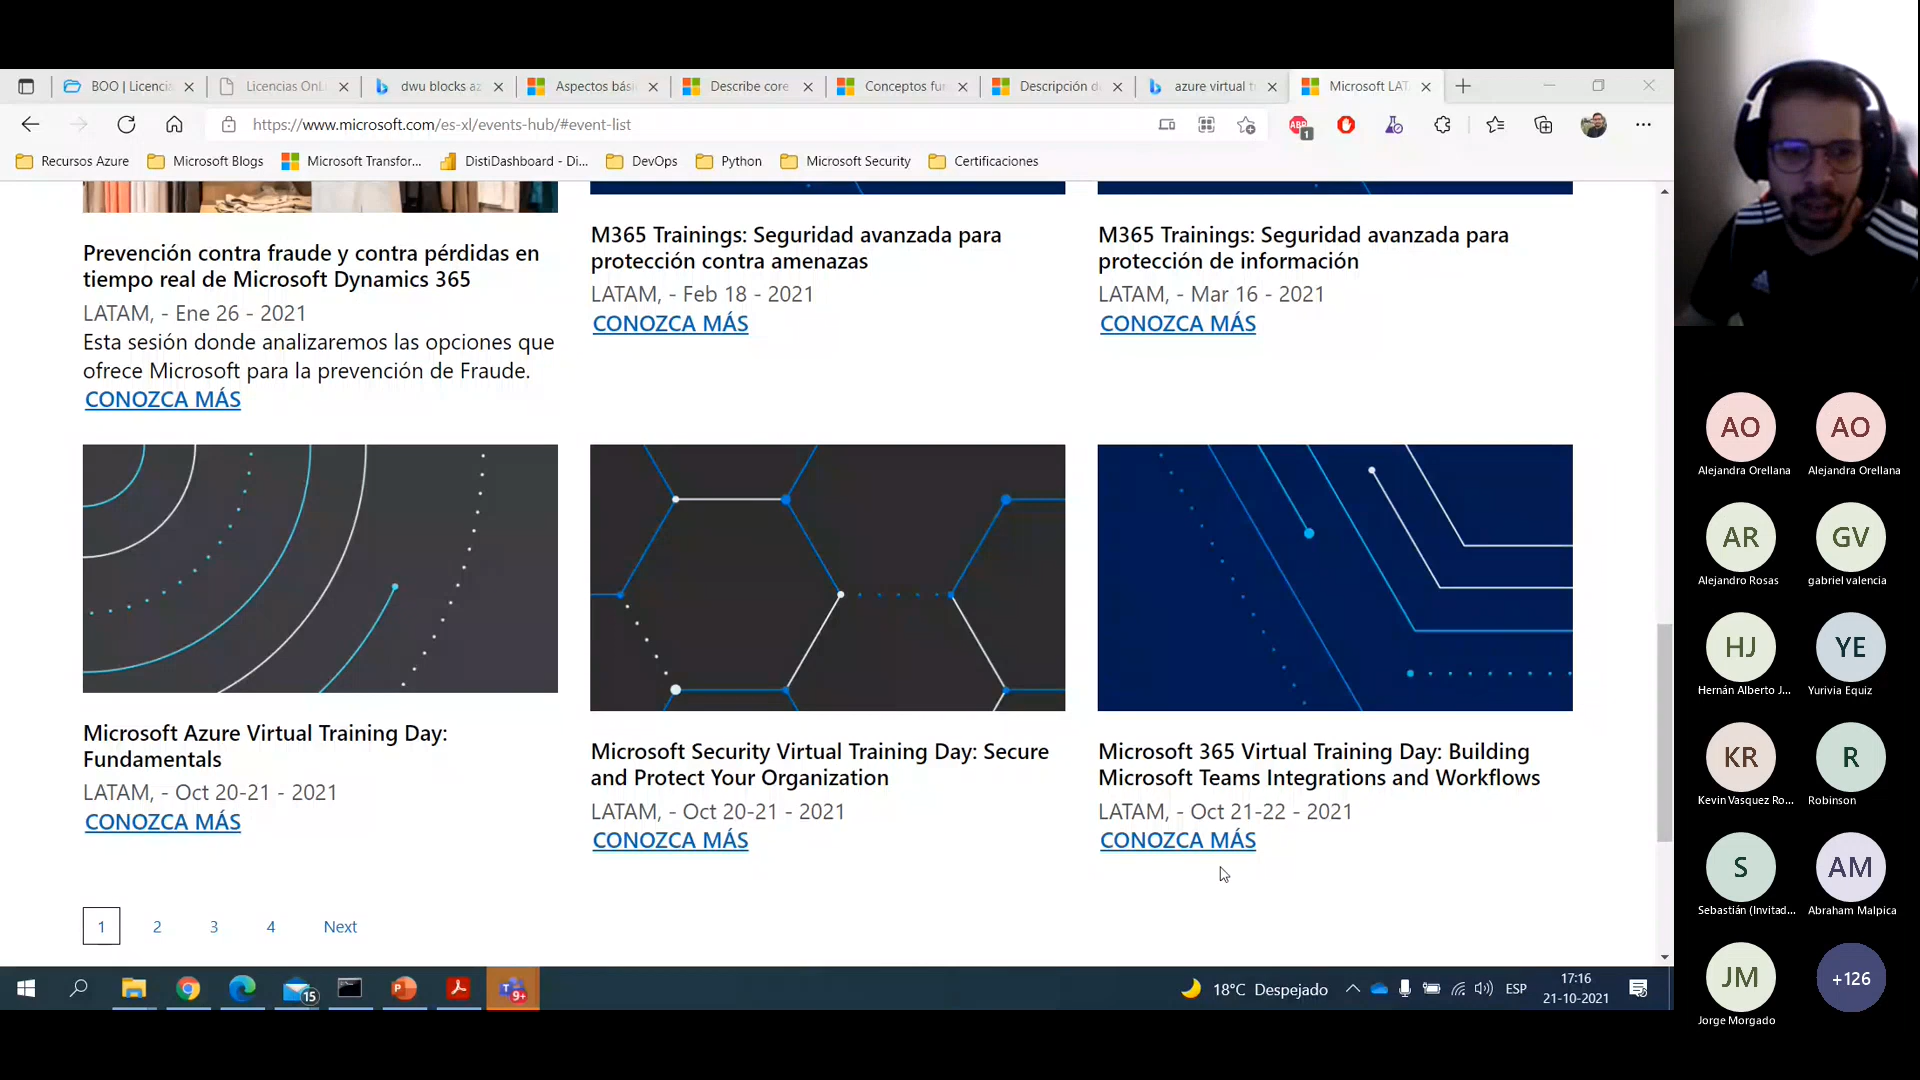 BOO | Licencia
Licencias OnL
dwu blocks az
Aspectos bási
Describe core
Conceptos fu
Descripción d
azure virtual t
Microsoft LAT
https://www.microsoft.com/es-xl/events-hub/#event-list
ABP
1
Recursos Azure
Microsoft Blogs
Microsoft Transfor...
DistiDashboard - Di...
DevOps
Python
Microsoft Security
Certificaciones
Prevención contra fraude y contra pérdidas en
tiempo real de Microsoft Dynamics 365
LATAM, - Ene 26 - 2021
Esta sesión donde analizaremos las opciones que
ofrece Microsoft para la prevención de Fraude.
CONOZCA MÁS
M365 Trainings: Seguridad avanzada para
protección contra amenazas
LATAM, - Feb 18 - 2021
CONOZCA MÁS
M365 Trainings: Seguridad avanzada para
protección de información
LATAM, - Mar 16 - 2021
CONOZCA MÁS
Microsoft Azure Virtual Training Day:
Fundamentals
LATAM, - Oct 20-21 - 2021
CONOZCA MÁS
Microsoft Security Virtual Training Day: Secure
and Protect Your Organization
LATAM, - Oct 20-21 - 2021
CONOZCA MÁS
Microsoft 365 Virtual Training Day: Building
Microsoft Teams Integrations and Workflows
LATAM, - Oct 21-22 - 2021
CONOZCA MÁS
1 2 3 4 Next
15
9+
18°C Despejado
ESP
17:16
21-10-2021
AO
Alejandra Orellana
AO
Alejandra Orellana
AR
Alejandro Rosas
GV
gabriel valencia
HJ
Hernán Alberto J...
YE
Yurivia Equiz
KR
Kevin Vasquez Ro...
R
Robinson
S
Sebastián (Invitad...
AM
Abraham Malpica
JM
Jorge Morgado
+126